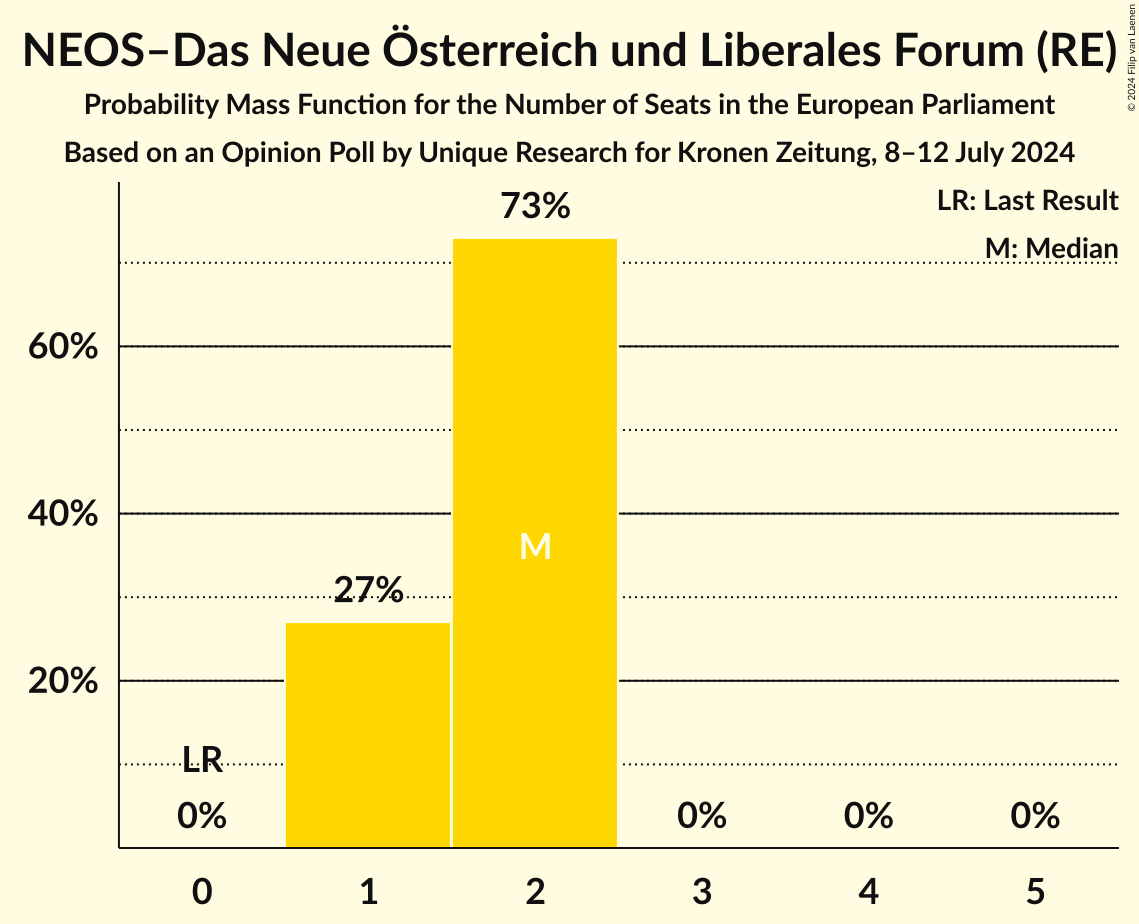 NEOS–Das Neue Österreich und Liberales Forum (RE)
Probability Mass Function for the Number of Seats in the European Parliament
Based on an Opinion Poll by Unique Research for Kronen Zeitung, 8–12 July 2024
© 2024 Filip van Laenen
LR: Last Result
M: Median
73%
60%
40%
M
27%
20%
LR
0%
0%
0%
0%
0 1 2 3 4 5